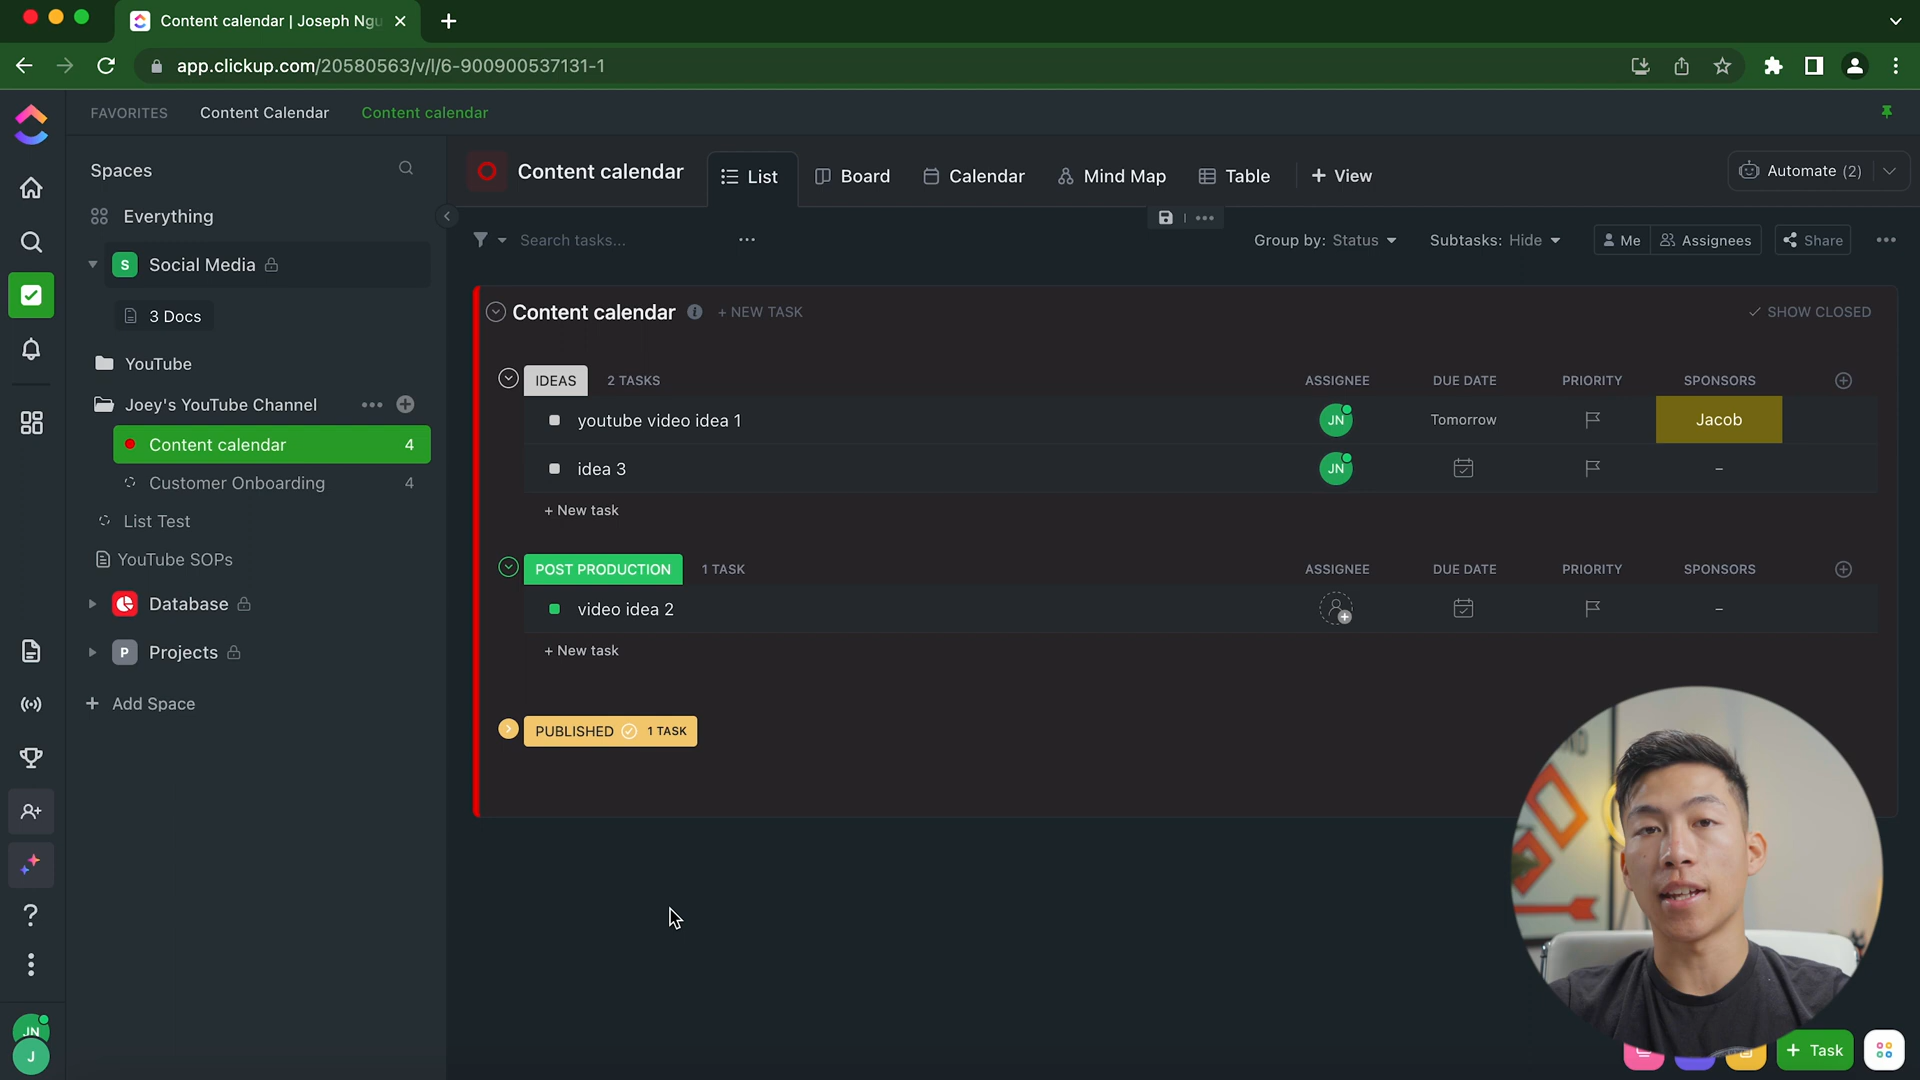 Content calendar | Joseph Ngu
app.clickup.com/20580563/v/l/6-900900537131-1
FAVORITES
Content Calendar
Content calendar
Spaces
Everything
S
Social Media
3 Docs
YouTube
Joey's YouTube Channel
Content calendar
4
Customer Onboarding
4
List Test
YouTube SOPs
Database
P
Projects
+ Add Space
JN
J
Content calendar
List
Board
Calendar
Mind Map
Table
+ View
Automate (2)
Search tasks...
Group by: Status
Subtasks: Hide
Me
Assignees
Share
Content calendar
+ NEW TASK
SHOW CLOSED
IDEAS
2 TASKS
ASSIGNEE
DUE DATE
PRIORITY
SPONSORS
youtube video idea 1
JN
Tomorrow
Jacob
idea 3
JN
–
+ New task
POST PRODUCTION
1 TASK
ASSIGNEE
DUE DATE
PRIORITY
SPONSORS
video idea 2
–
+ New task
PUBLISHED
1 TASK
+ Task